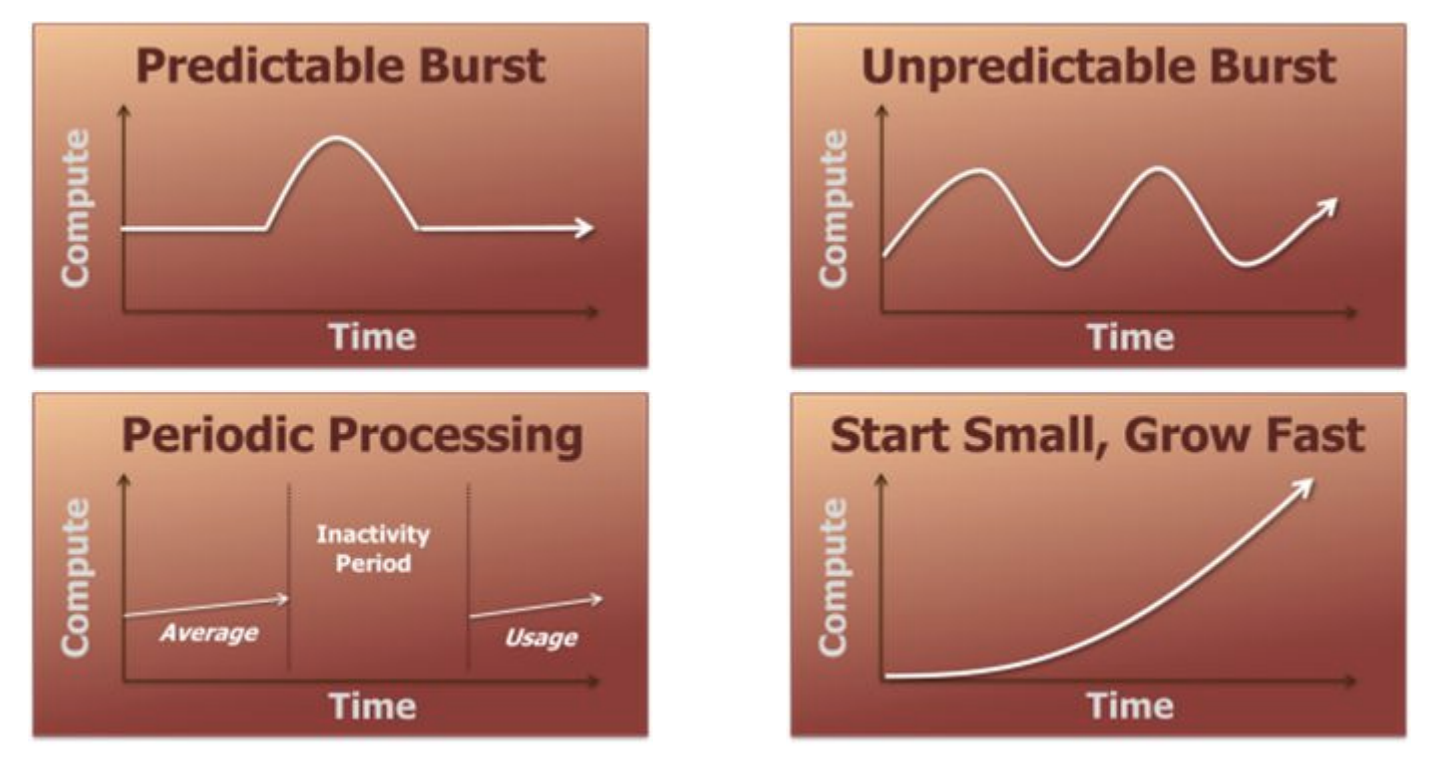 Predictable Burst
Compute
Time
Unpredictable Burst
Compute
Time
Periodic Processing
Compute
Inactivity
Period
Average
Usage
Time
Start Small, Grow Fast
Compute
Time